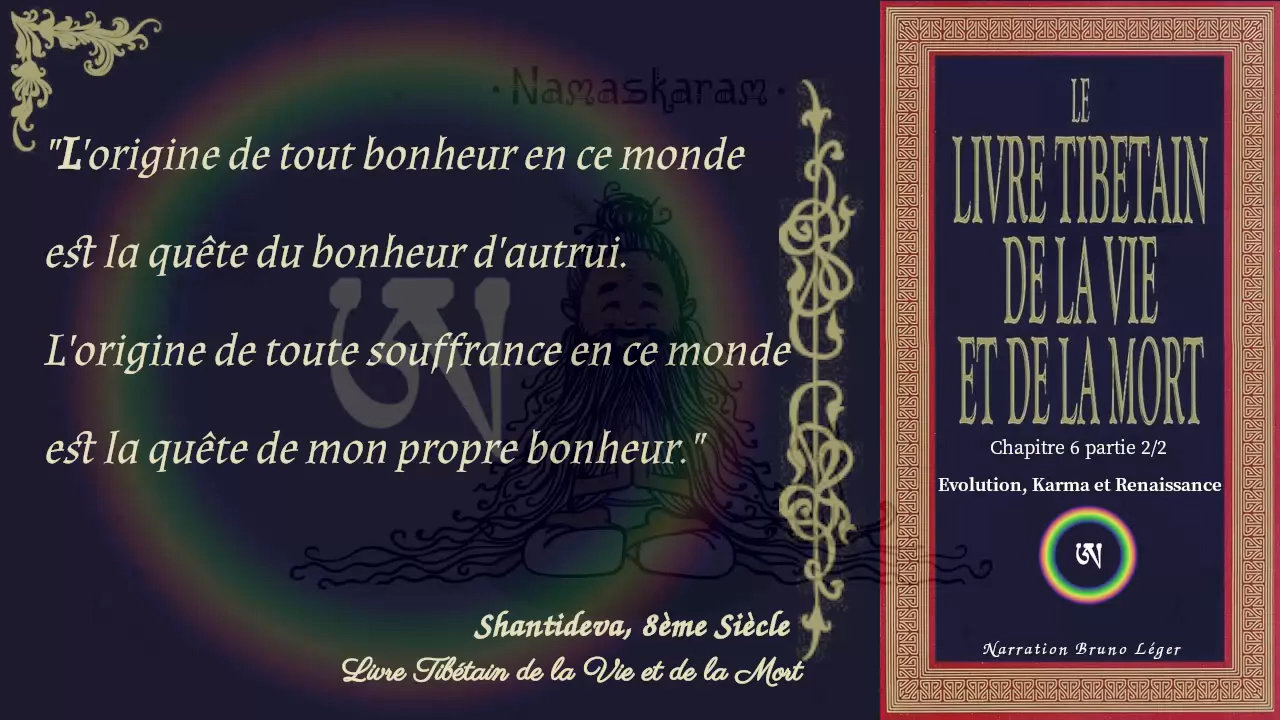 · Namaskaram ·
"L'origine de tout bonheur en ce monde
est la quête du bonheur d'autrui.
L'origine de toute souffrance en ce monde
est la quête de mon propre bonheur."
Shantideva, 8ème Siècle
Livre Tibétain de la Vie et de la Mort
LE
LIVRE TIBETAIN
DE LA VIE
ET DE LA MORT
Chapitre 6 partie 2/2
Evolution, Karma et Renaissance
ཨ
Narration Bruno Léger